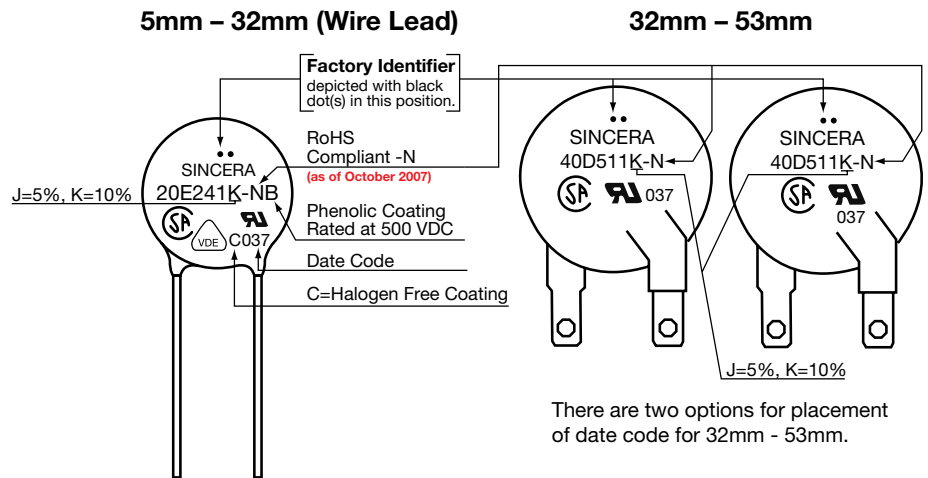 5mm – 32mm (Wire Lead)
32mm – 53mm
Factory Identifier
depicted with black
dot(s) in this position.
RoHS
Compliant -N
(as of October 2007)
J=5%, K=10%
Phenolic Coating
Rated at 500 VDC
Date Code
C=Halogen Free Coating
SINCERA
20E241K-NB
SA
VDE
C037
SINCERA
40D511K-N
SA
037
SINCERA
40D511K-N
SA
037
J=5%, K=10%
There are two options for placement
of date code for 32mm - 53mm.